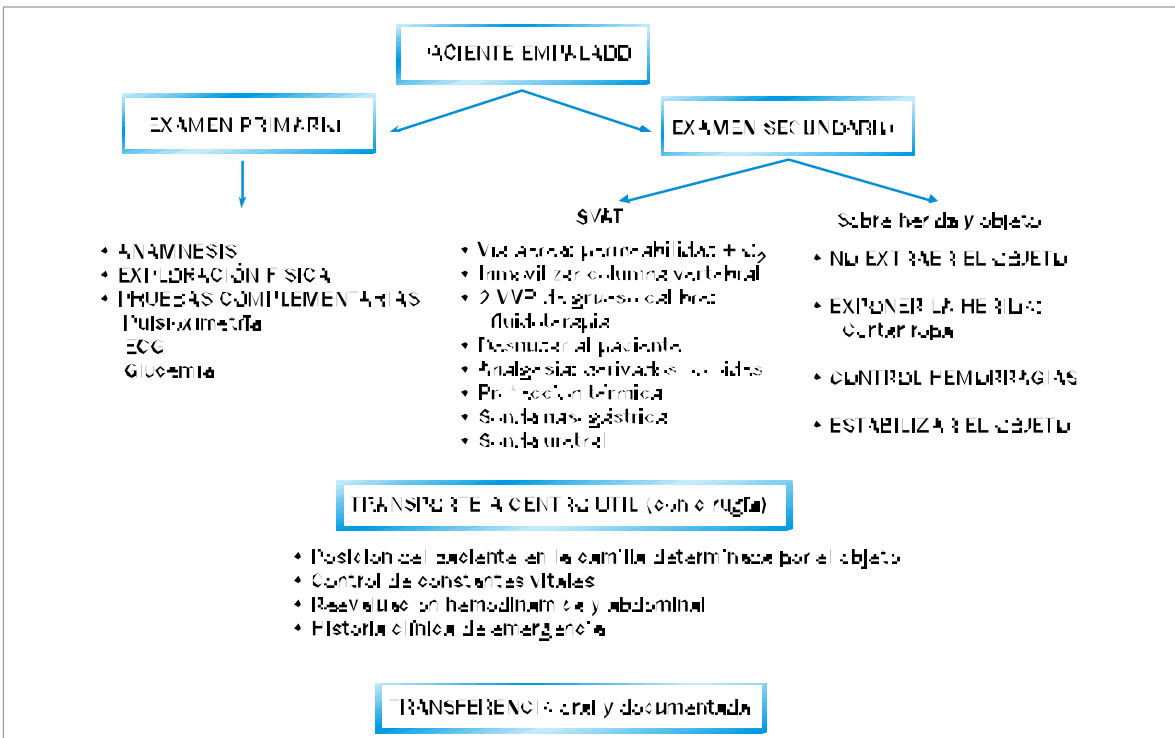 PACIENTE EMPALADO
EXAMEN PRIMARIO
EXAMEN SECUNDARIO
• ANAMNESIS
• EXPLORACIÓN FÍSICA
• PRUEBAS COMPLEMENTARIAS
Pulsioximetría
ECG
Glucemia
SVAT
• Vía aérea: permeabilidad + O₂
• Inmovilizar columna vertebral
• 2 VVP de grueso calibre:
fluidoterapia
• Desnudar al paciente
• Analgesia: derivados opioides
• Protección térmica
• Sonda nasogástrica
• Sonda uretral
Sobre herida y objeto
• NO EXTRAER EL OBJETO
• EXPONER LA HERIDA:
Cortar ropa
• CONTROL HEMORRAGIAS
• ESTABILIZAR EL OBJETO
TRANSPORTE A CENTRO ÚTIL (con cirugía)
• Posición del paciente en la camilla determinada por el objeto
• Control de constantes vitales
• Reevaluación hemodinámica y abdominal
• Historia clínica de emergencia
TRANSFERENCIA oral y documentada